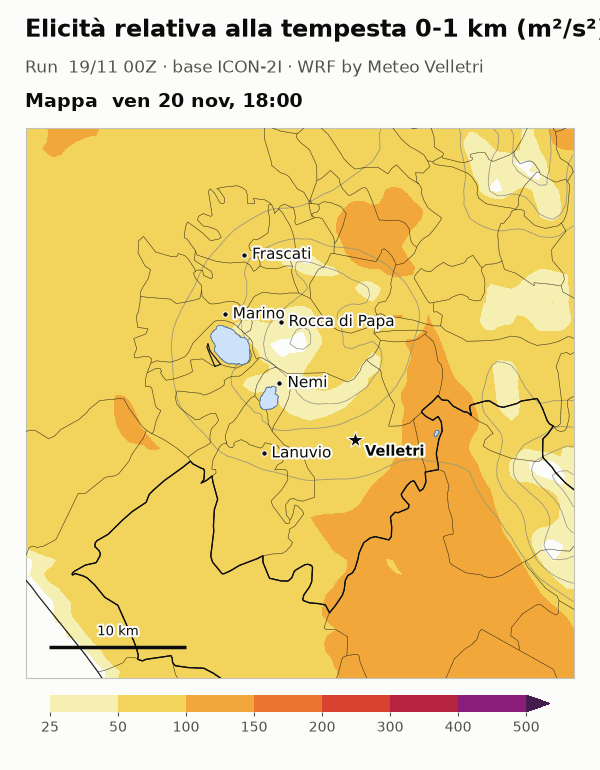 Elicità relativa alla tempesta 0-1 km (m²/s²)
Run 19/11 00Z · base ICON-2I · WRF by Meteo Velletri
Mappa ven 20 nov, 18:00
Frascati
Marino
Rocca di Papa
Nemi
Velletri
Lanuvio
10 km
25 50 100 150 200 300 400 500